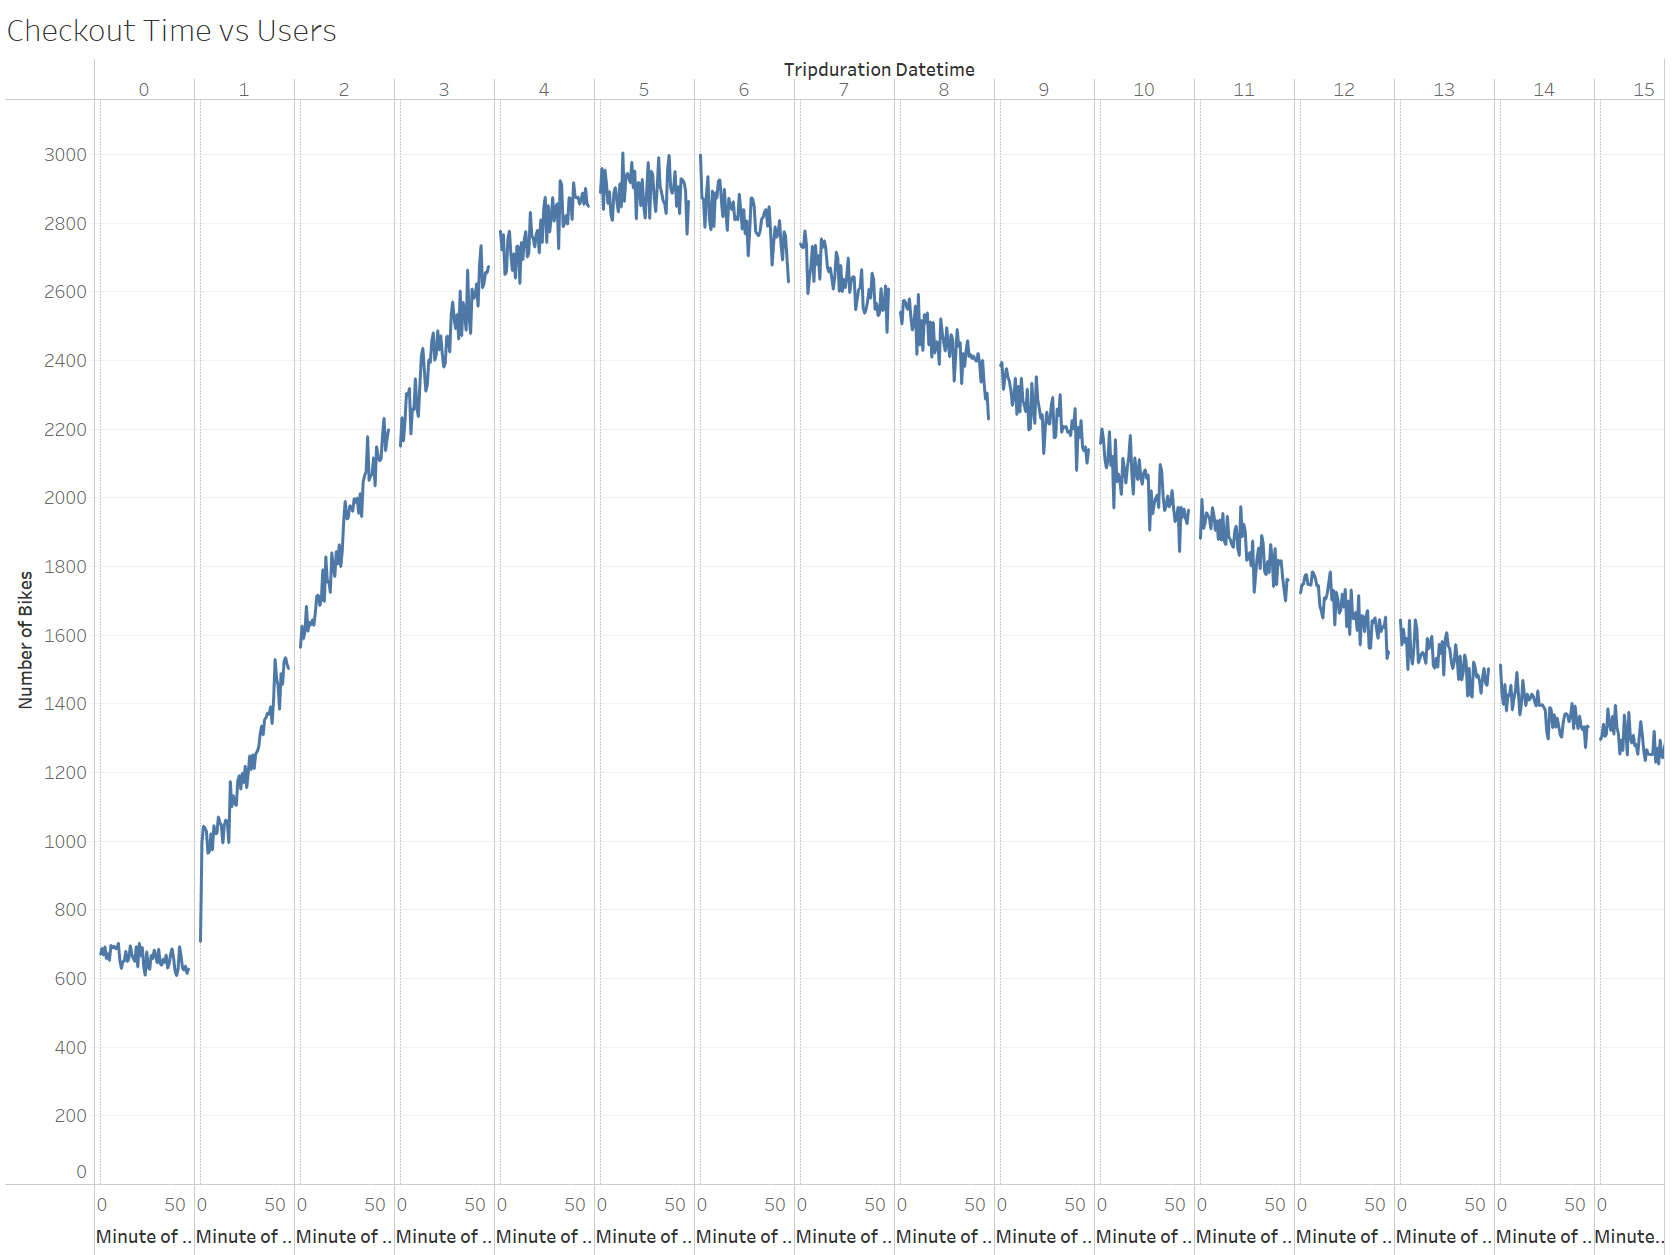 Checkout Time vs Users
Tripduration Datetime
0 1 2 3 4 5 6 7 8 9 10 11 12 13 14 15
Number of Bikes
3000
2800
2600
2400
2200
2000
1800
1600
1400
1200
1000
800
600
400
200
0
0 50 0 50 0 50 0 50 0 50 0 50 0 50 0 50 0 50 0 50 0 50 0 50 0 50 0 50 0 50 0
Minute of .. Minute of .. Minute of .. Minute of .. Minute of .. Minute of .. Minute of .. Minute of .. Minute of .. Minute of .. Minute of .. Minute of .. Minute of .. Minute of .. Minute of .. Minute..